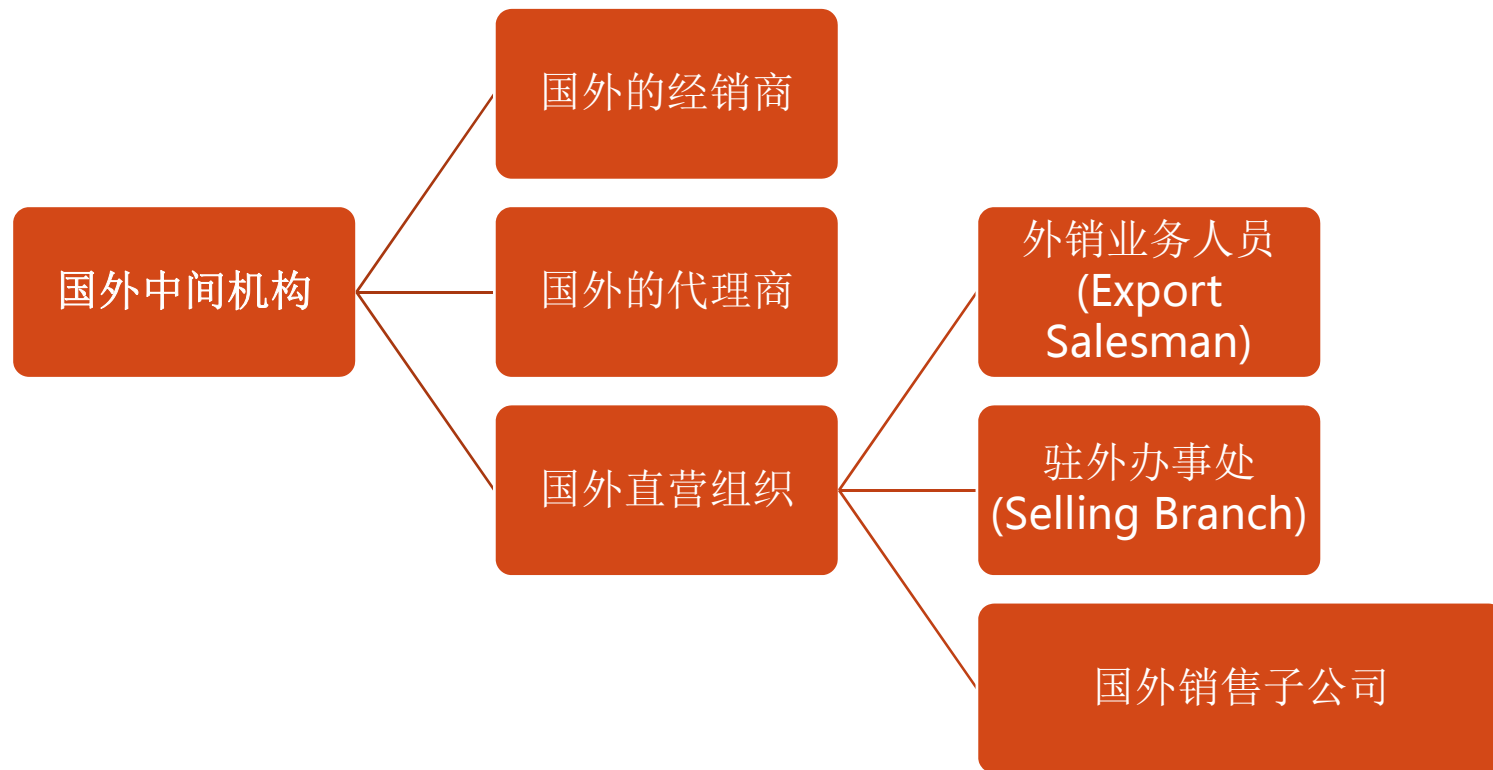 国外的经销商
国外中间机构
国外的代理商
国外直营组织
外销业务人员
(Export
Salesman)
驻外办事处
(Selling Branch)
国外销售子公司